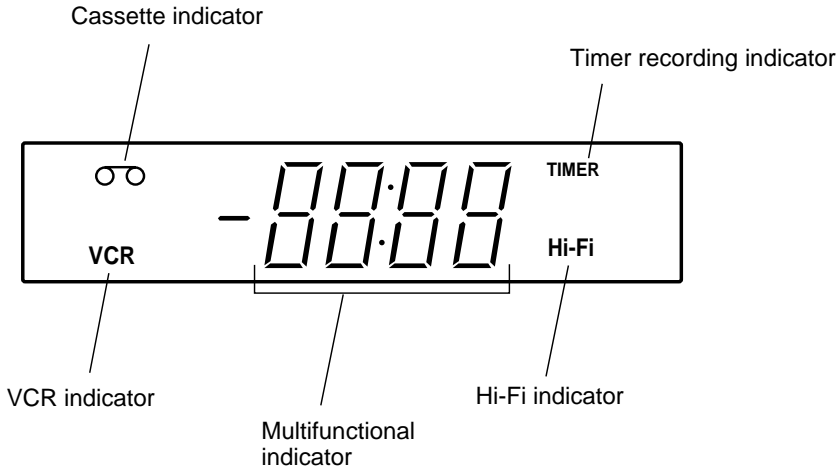 Cassette indicator
Timer recording indicator
TIMER
-88:88
VCR
Hi-Fi
VCR indicator
Hi-Fi indicator
Multifunctional
indicator